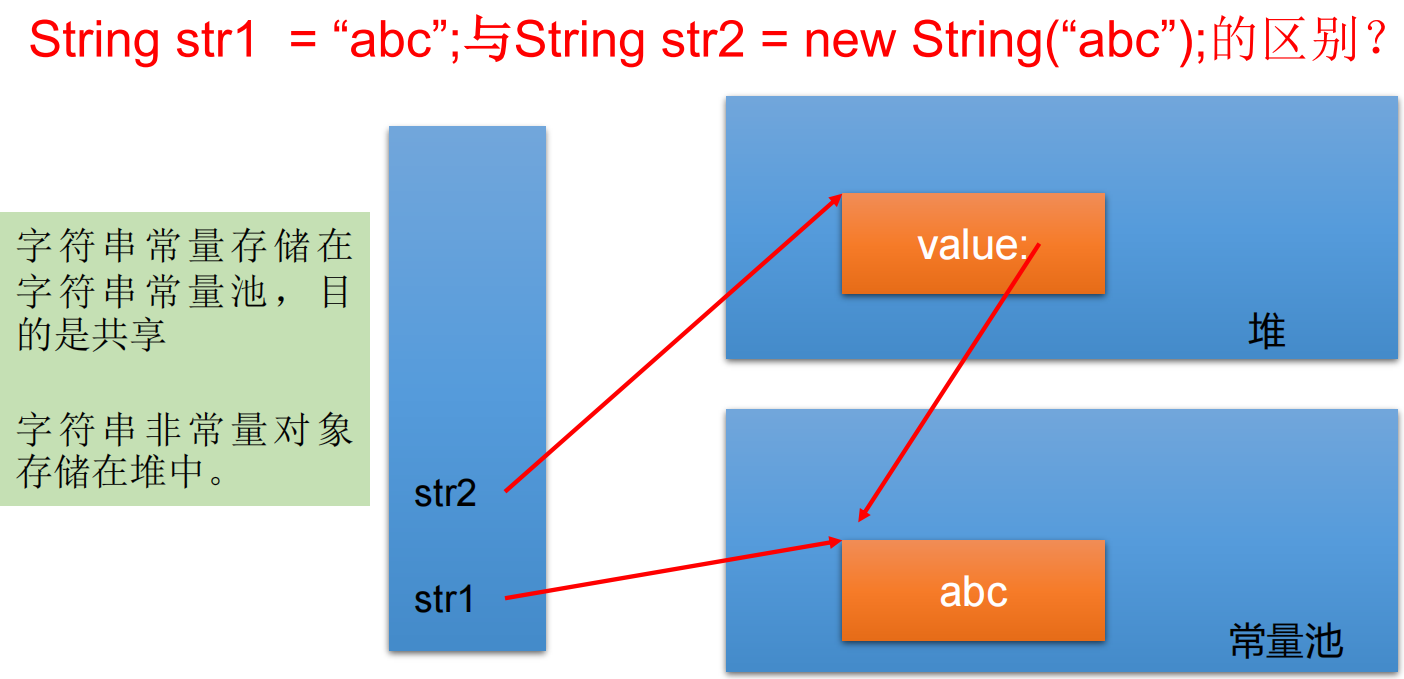 String str1 = “abc”;与String str2 = new String(“abc”);的区别？
字符串常量存储在
字符串常量池，目
的是共享
字符串非常量对象
存储在堆中。
str2
str1
value:
堆
abc
常量池